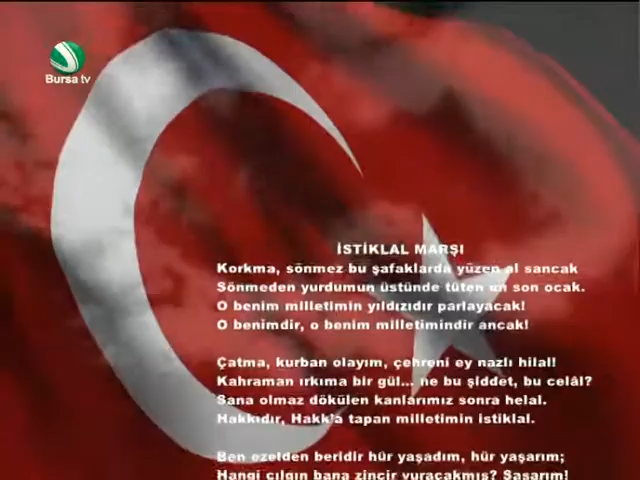 Bursa tv
İSTİKLAL MARŞI
Korkma, sönmez bu şafaklarda yüzen al sancak
Sönmeden yurdumun üstünde tüten un son ocak.
O benim milletimin yıldızıdır parlayacak!
O benimdir, o benim milletimindir ancak!
Çatma, kurban olayım, çehreni ey nazlı hilal!
Kahraman ırkıma bir gül... ne bu şiddet, bu celâl?
Sana olmaz dökülen kanlarımız sonra helal.
Hakkıdır, Hakk'a tapan milletimin istiklal.
Ben ezelden beridir hür yaşadım, hür yaşarım;
Hangi çılgın bana zincir vuracakmış? Şaşarım!